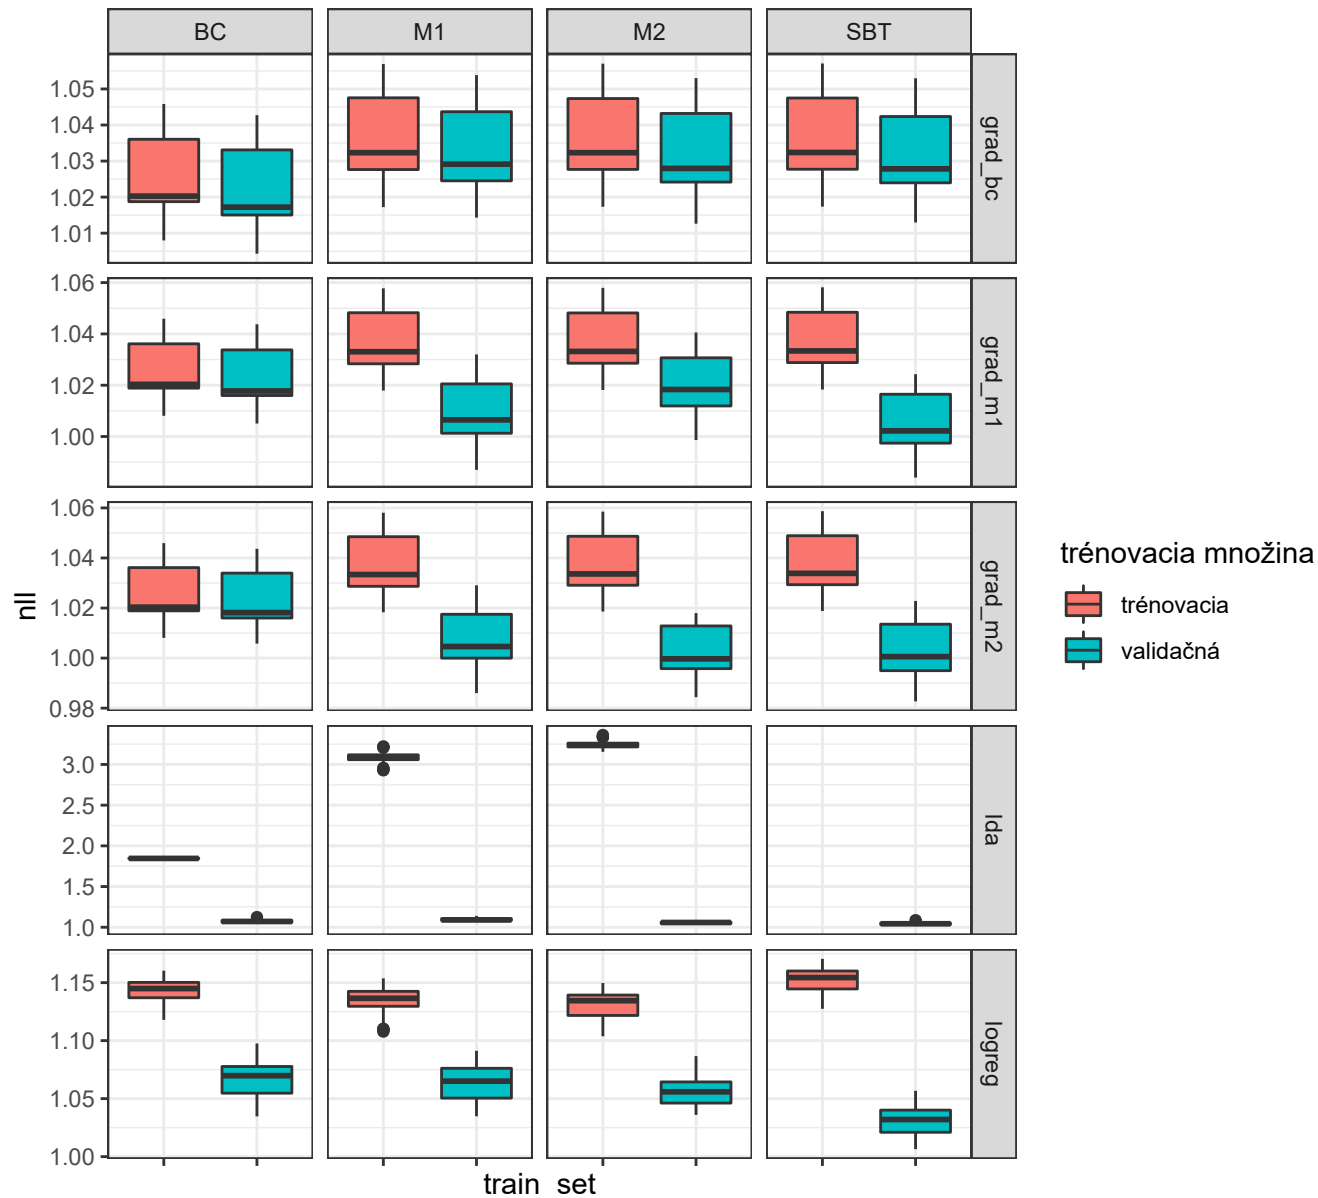 BC M1 M2 SBT
1.05
1.04
1.03
1.02
1.01
grad_bc
1.06
1.04
1.02
1.00
grad_m1
1.06
1.04
1.02
1.00
0.98
grad_m2
3.0
2.5
2.0
1.5
1.0
lda
1.15
1.10
1.05
1.00
logreg
nll
train_set
trénovacia množina
trénovacia
validačná